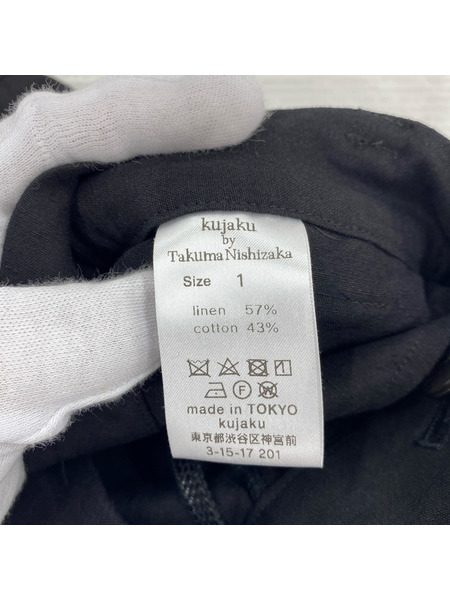 kujaku
by
Takuma Nishizaka
Size 1
linen 57%
cotton 43%
made in TOKYO
kujaku
東京都渋谷区神宮前
3-15-17 201